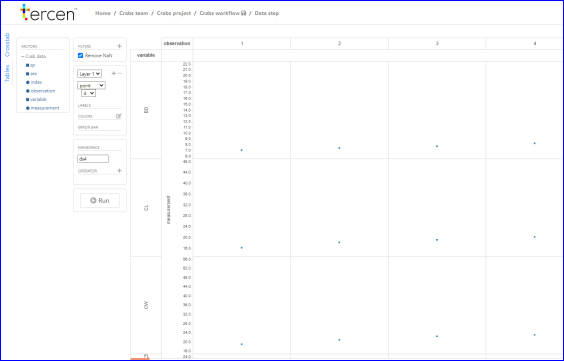 tercen
Home / Crabs team / Crabs project / Crabs workflow / Data step
Crosstab
Tables
FACTORS
Crab data
sp
sex
index
observation
variable
measurement
FILTERS
Remove NaN
Layer 1
point
4
LABELS
COLORS
ERROR BAR
NAMESPACE
ds4
OPERATOR
Run
observation
1 2 3 4
variable
measurement
BD
22.0
21.0
20.0
19.0
18.0
17.0
16.0
15.0
14.0
13.0
12.0
11.0
10.0
9.0
8.0
7.0
6.0
CL
44.0
40.0
36.0
32.0
28.0
24.0
20.0
16.0
CW
52.0
48.0
44.0
40.0
36.0
32.0
28.0
24.0
20.0
FL
24.0